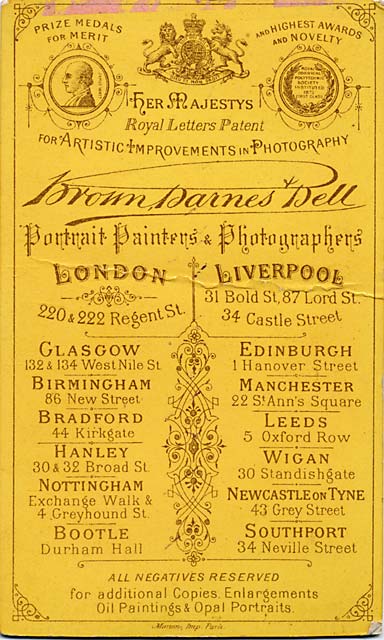 PRIZE MEDALS
FOR MERIT
AND HIGHEST AWARDS
AND NOVELTY
HER MAJESTYS
Royal Letters Patent
FOR ARTISTIC IMPROVEMENTS IN PHOTOGRAPHY
Brown, Barnes & Bell
Portrait Painters & Photographers
LONDON
220 & 222 Regent St.
LIVERPOOL
31 Bold St, 87 Lord St.
34 Castle Street
GLASGOW
132 & 134 West Nile St.
EDINBURGH
1 Hanover Street
BIRMINGHAM
86 New Street
MANCHESTER
22 St Ann's Square
BRADFORD
44 Kirkgate
LEEDS
5 Oxford Row
HANLEY
30 & 32 Broad St.
WIGAN
30 Standishgate
NOTTINGHAM
Exchange Walk &
4 Greyhound St.
NEWCASTLE ON TYNE
43 Grey Street
BOOTLE
Durham Hall
SOUTHPORT
34 Neville Street
ALL NEGATIVES RESERVED
for additional Copies, Enlargements
Oil Paintings & Opal Portraits.
Marion, Imp. Paris.